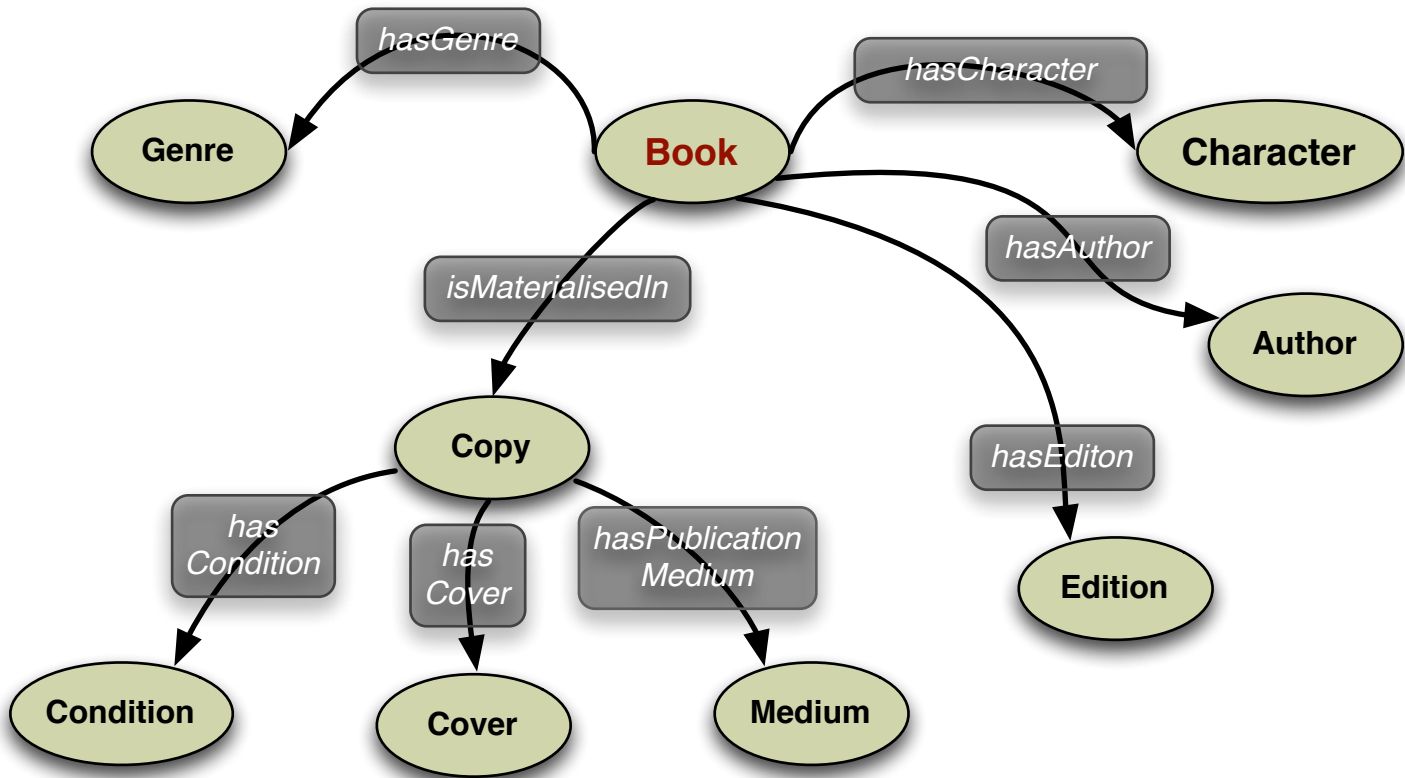 hasGenre
hasCharacter
Genre
Book
Character
hasAuthor
isMaterialisedIn
Author
Copy
hasEditon
has
Condition
has
Cover
hasPublication
Medium
Edition
Condition
Cover
Medium